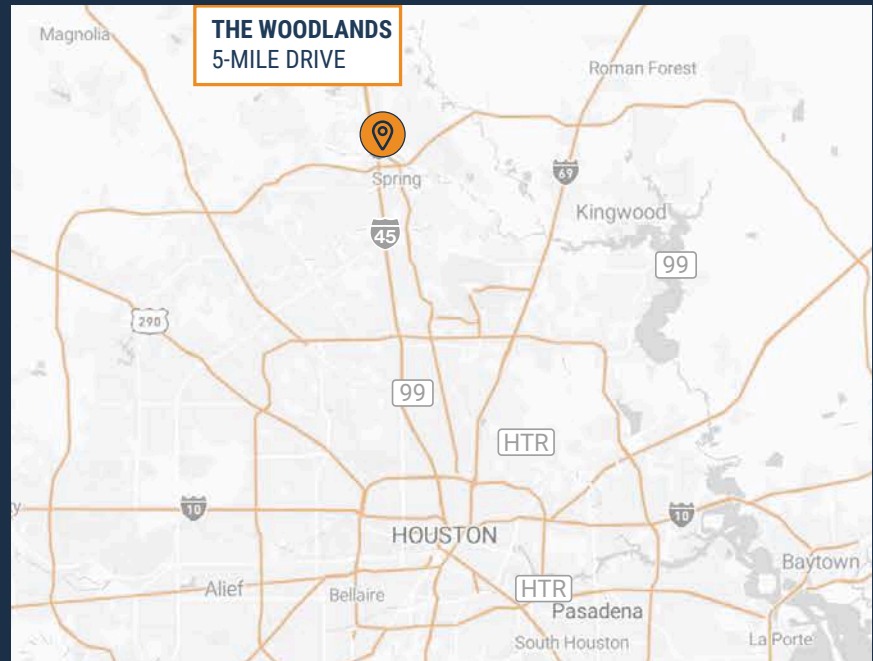 THE WOODLANDS
5-MILE DRIVE
Magnolia
Roman Forest
Spring
69
Kingwood
45
99
290
99
HTR
10
10
HOUSTON
Baytown
Alief
Bellaire
HTR
Pasadena
South Houston
La Porte